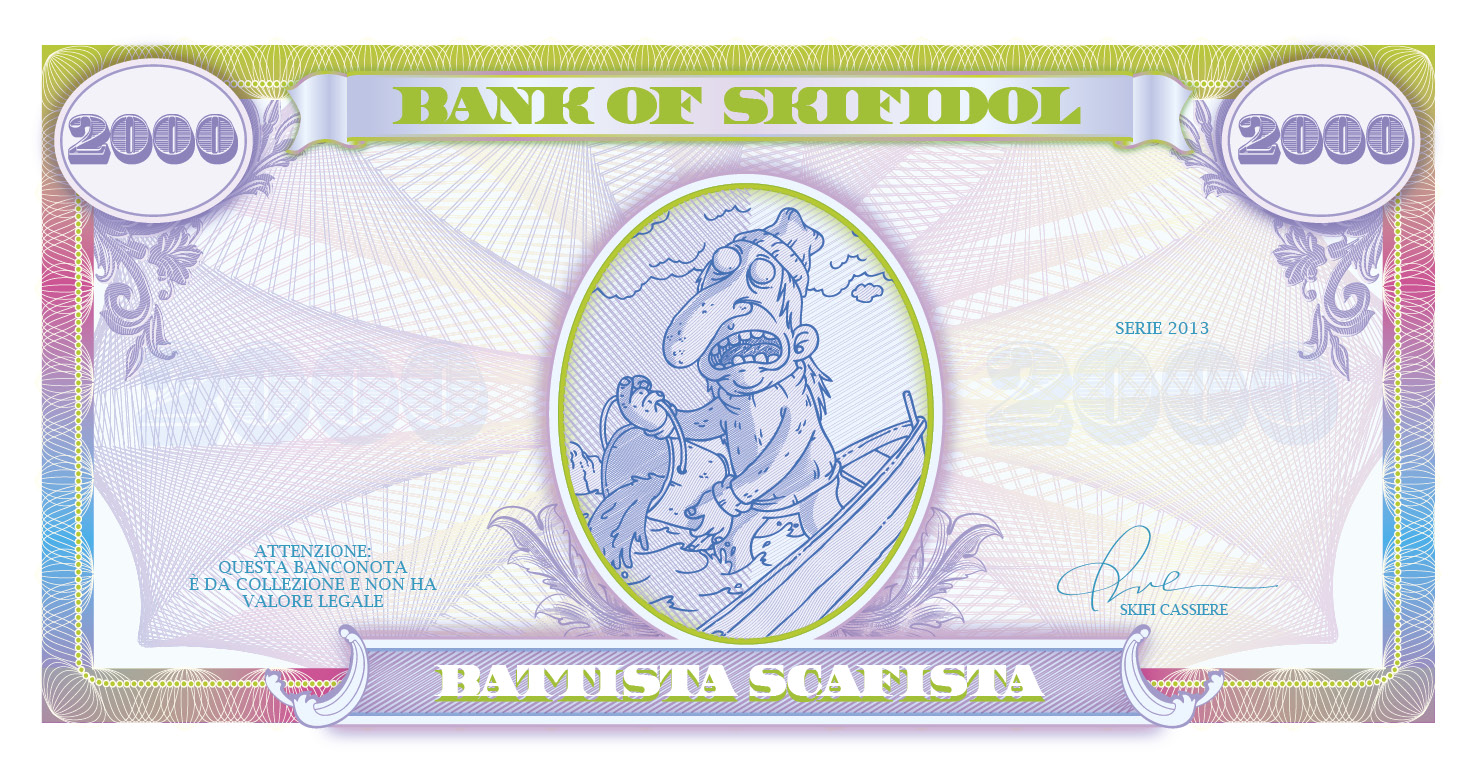 BANK OF SKIFIDOL
2000
2000
SERIE 2013
2000
2000
ATTENZIONE:
QUESTA BANCONOTA
È DA COLLEZIONE E NON HA
VALORE LEGALE
SKIFI CASSIERE
BATTISTA SCAFISTA